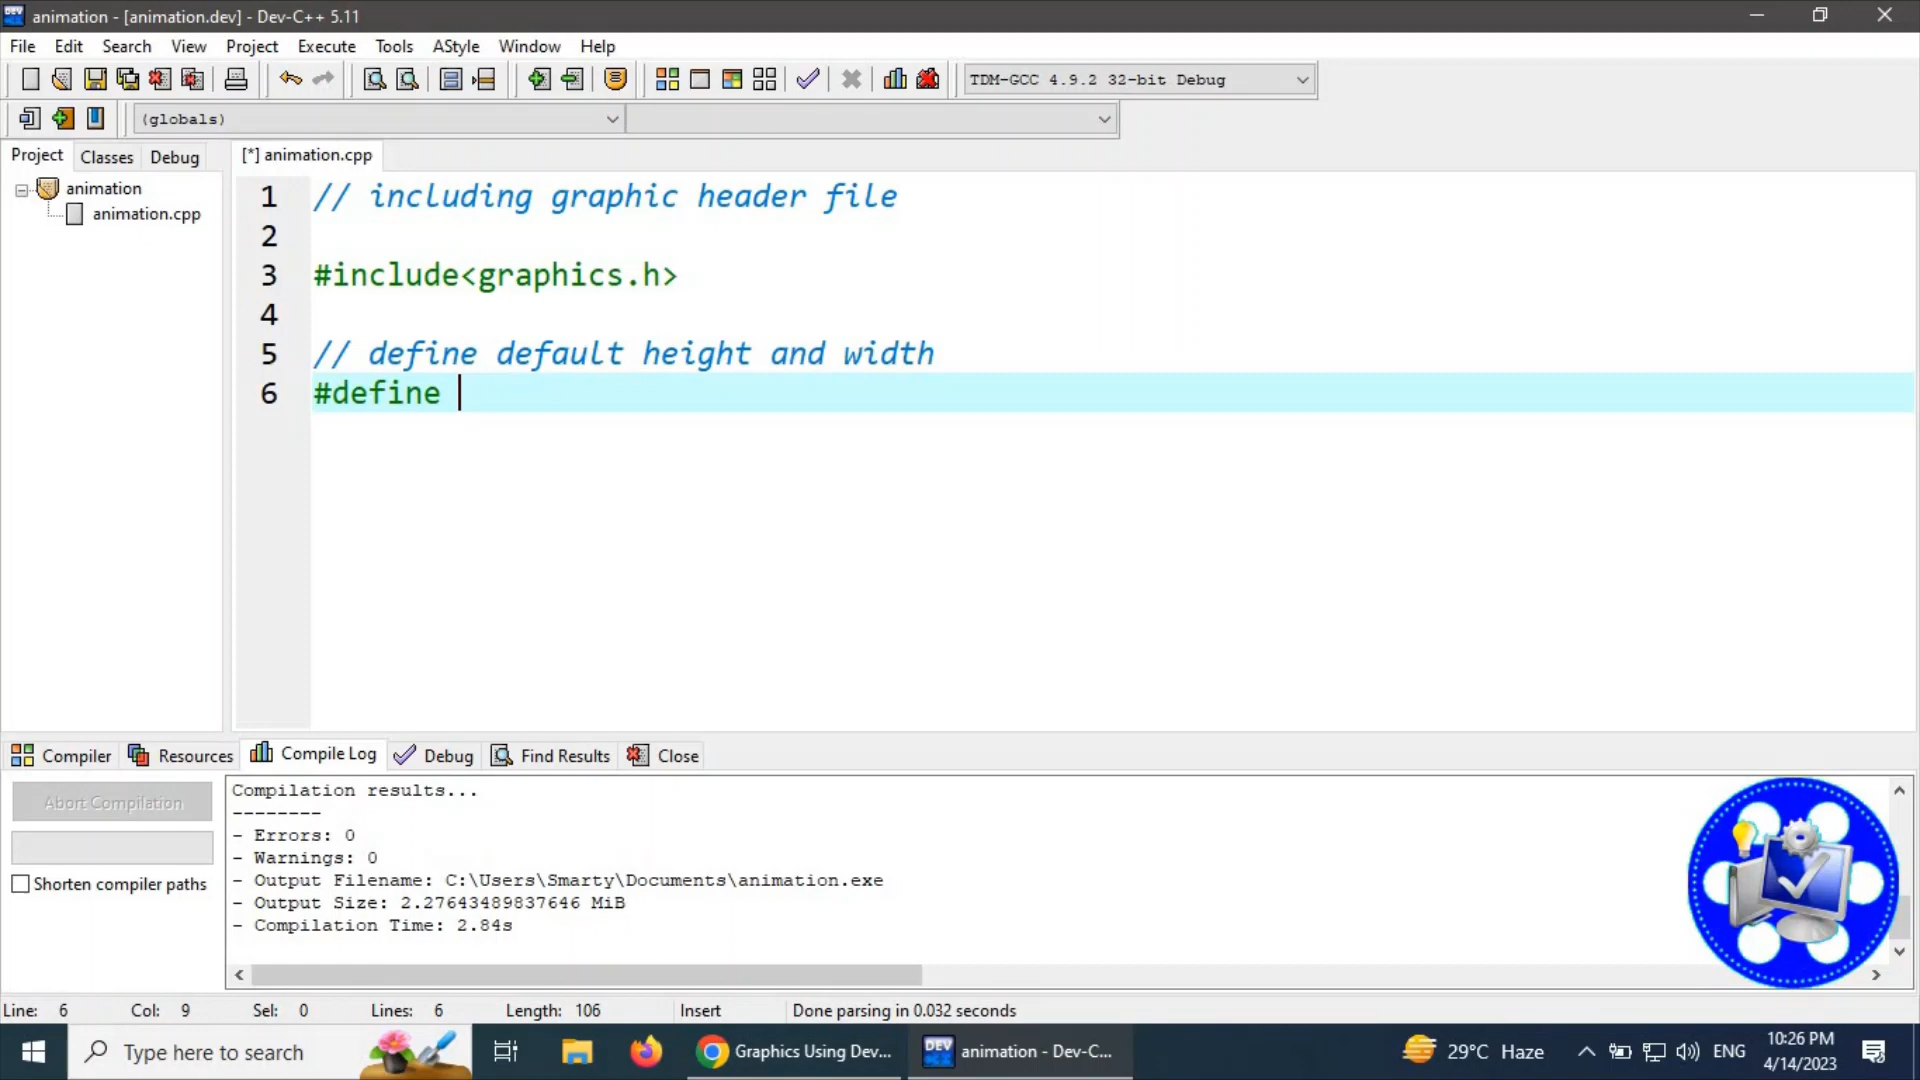 animation - [animation.dev] - Dev-C++ 5.11
File Edit Search View Project Execute Tools AStyle Window Help
TDM-GCC 4.9.2 32-bit Debug
(globals)
Project Classes Debug [*] animation.cpp
animation
animation.cpp
1 // including graphic header file
2
3 #include<graphics.h>
4
5 // define default height and width
6 #define
Compiler Resources Compile Log Debug Find Results Close
Abort Compilation
Shorten compiler paths
Compilation results...
--------
- Errors: 0
- Warnings: 0
- Output Filename: C:\Users\Smarty\Documents\animation.exe
- Output Size: 2.27643489837646 MiB
- Compilation Time: 2.84s
Line: 6 Col: 9 Sel: 0 Lines: 6 Length: 106 Insert Done parsing in 0.032 seconds
Type here to search
Graphics Using Dev...
DEV
animation - Dev-C...
29°C Haze
ENG
10:26 PM
4/14/2023